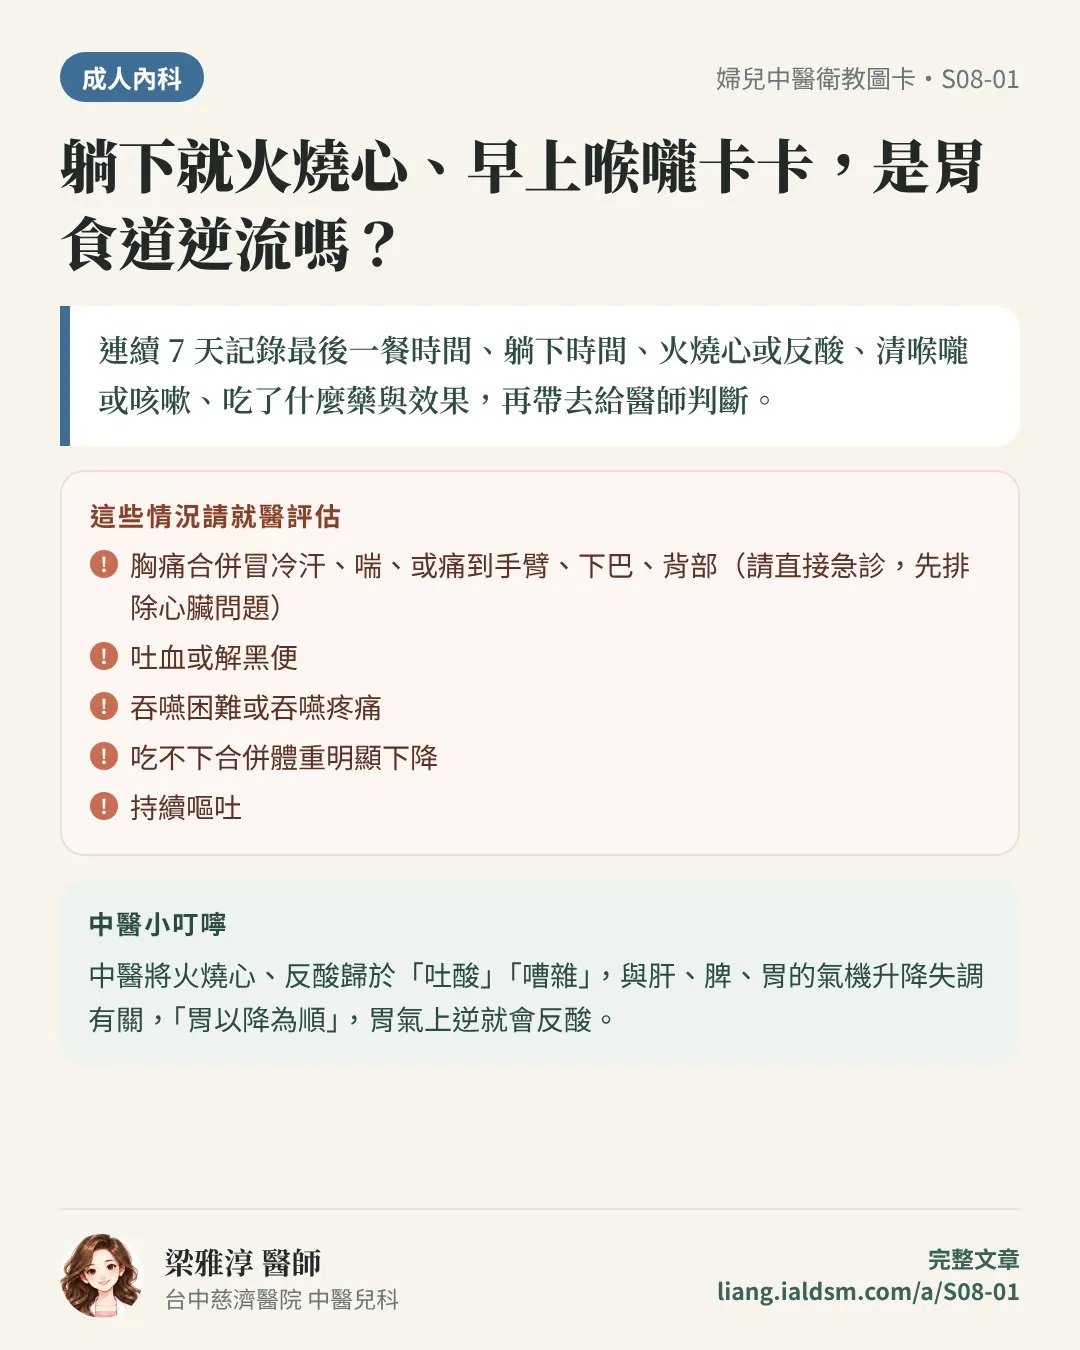 成人內科
婦兒中醫衛教圖卡・S08-01
躺下就火燒心、早上喉嚨卡卡，是胃
食道逆流嗎？
連續 7 天記錄最後一餐時間、躺下時間、火燒心或反酸、清喉嚨
或咳嗽、吃了什麼藥與效果，再帶去給醫師判斷。
這些情況請就醫評估
! 胸痛合併冒冷汗、喘、或痛到手臂、下巴、背部（請直接急診，先排
除心臟問題）
! 吐血或解黑便
! 吞嚥困難或吞嚥疼痛
! 吃不下合併體重明顯下降
! 持續嘔吐
中醫小叮嚀
中醫將火燒心、反酸歸於「吐酸」「嘈雜」，與肝、脾、胃的氣機升降失調
有關，「胃以降為順」，胃氣上逆就會反酸。
梁雅淳 醫師
台中慈濟醫院 中醫兒科
完整文章
liang.ialdsm.com/a/S08-01